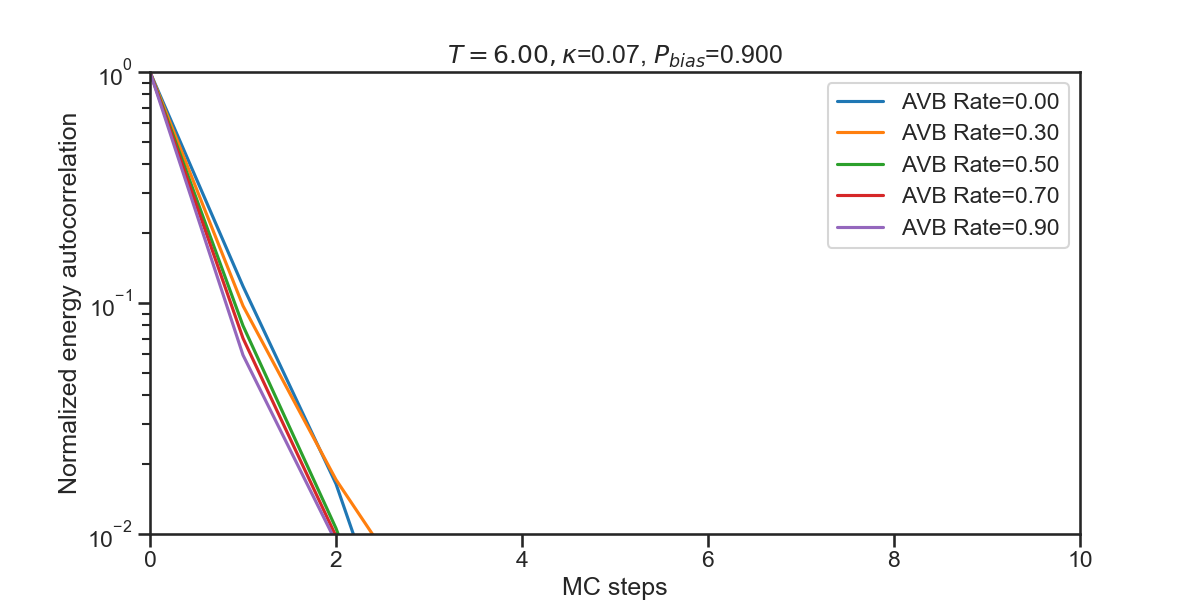 T = 6.00, κ=0.07, P_bias=0.900
Normalized energy autocorrelation
10^0
10^−1
10^−2
AVB Rate=0.00
AVB Rate=0.30
AVB Rate=0.50
AVB Rate=0.70
AVB Rate=0.90
0 2 4 6 8 10
MC steps